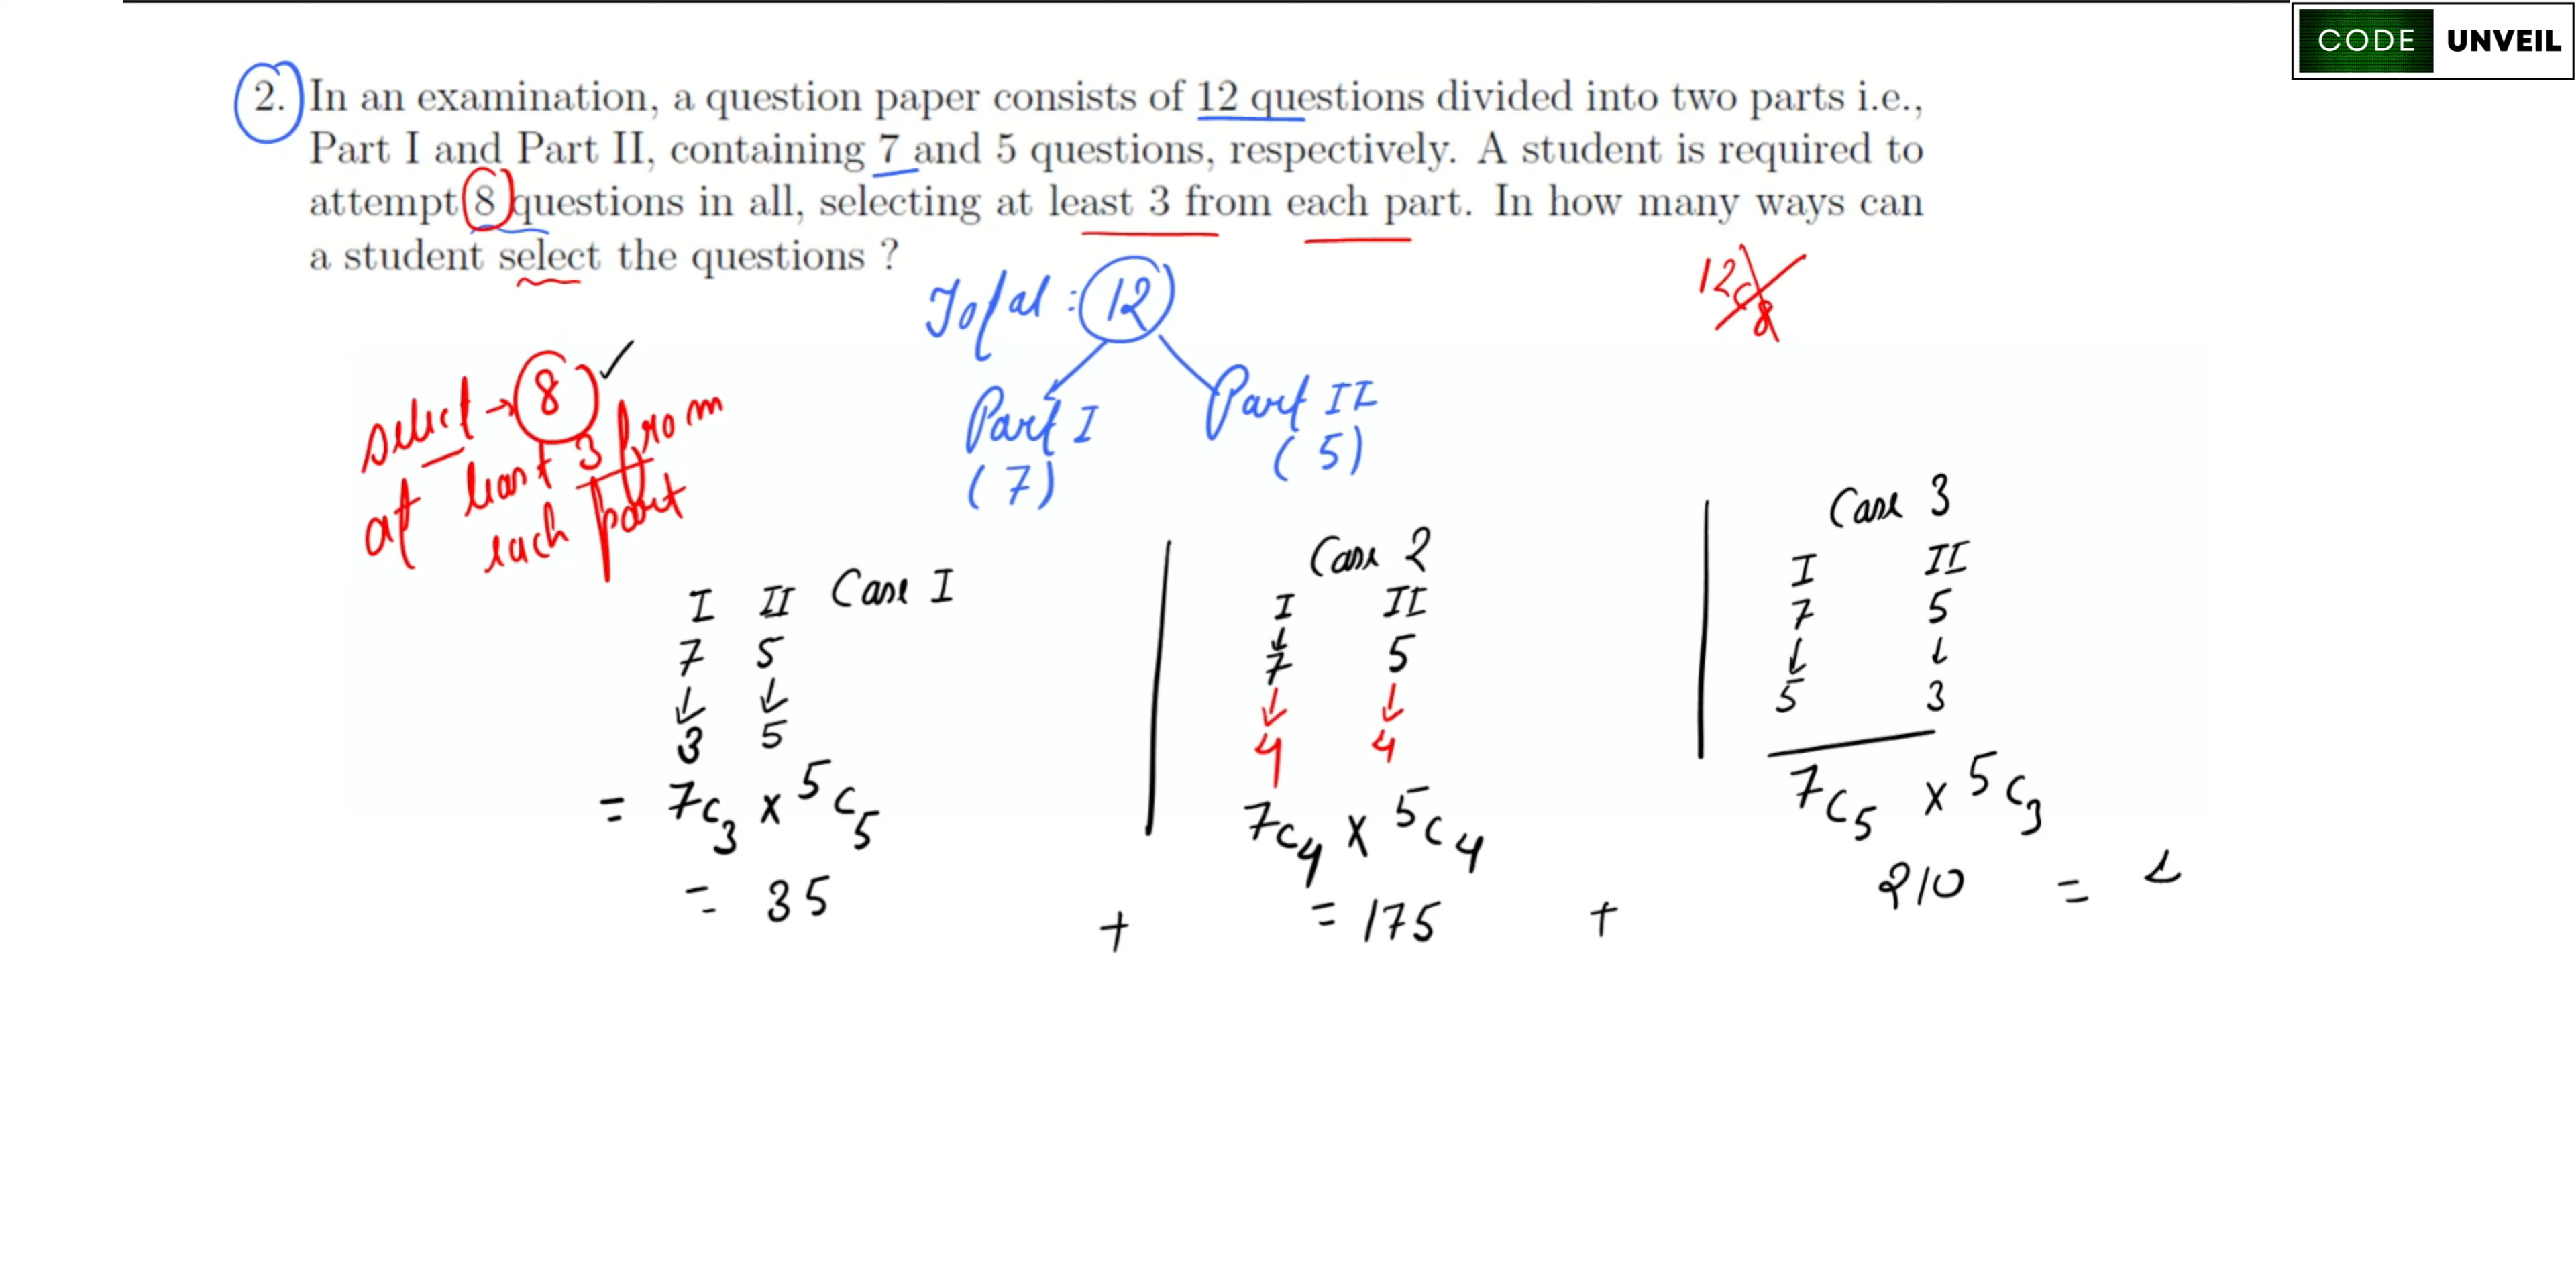 CODE UNVEIL
2. In an examination, a question paper consists of 12 questions divided into two parts i.e.,
Part I and Part II, containing 7 and 5 questions, respectively. A student is required to
attempt 8 questions in all, selecting at least 3 from each part. In how many ways can
a student select the questions ?
12c8
Total : 12
Part I
(7)
Part II
(5)
select → 8 ✓
at least 3 from
each part
Case I
I II
7 5
↓ ↓
3 5
= 7c3 x 5c5
= 35
+
Case 2
I II
↓
7 5
↓ ↓
4 4
7c4 x 5c4
= 175
+
Case 3
I II
7 5
↓ ↓
5 3
7c5 x 5c3
210 =